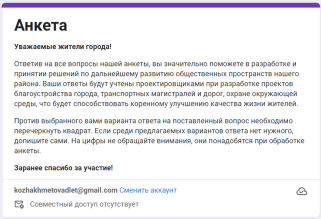 Анкета
Уважаемые жители города!
Ответив на все вопросы нашей анкеты, вы значительно поможете в разработке и
принятии решений по дальнейшему развитию общественных пространств нашего
района. Ваши ответы будут учтены проектировщиками при разработке проектов
благоустройства города, транспортных магистралей и дорог, охране окружающей
среды, что будет способствовать коренному улучшению качества жизни жителей.
Против выбранного вами варианта ответа на поставленный вопрос необходимо
перечеркнуть квадрат. Если среди предлагаемых вариантов ответа нет нужного,
допишите сами. На цифры не обращайте внимания, они понадобятся при обработке
анкеты.
Заранее спасибо за участие!
kozhakhmetovadlet@gmail.com Сменить аккаунт
Совместный доступ отсутствует